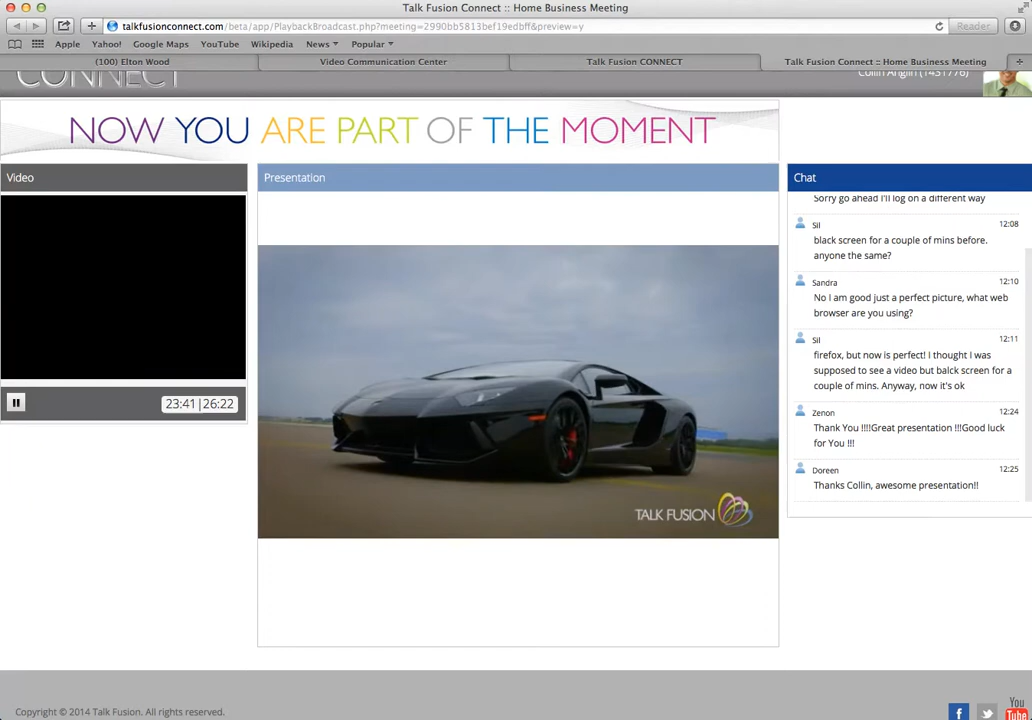 Talk Fusion Connect :: Home Business Meeting
talkfusionconnect.com/beta/app/PlaybackBroadcast.php?meeting=2990bb5813bef19edbff&preview=y
Reader
Apple Yahoo! Google Maps YouTube Wikipedia News Popular
(100) Elton Wood
Video Communication Center
Talk Fusion CONNECT
Talk Fusion Connect :: Home Business Meeting
CONNECT
Collin Anglin (1431776)
NOW YOU ARE PART OF THE MOMENT
Video
23:41|26:22
Presentation
TALK FUSION
Chat
Sorry go ahead I'll log on a different way
Sil 12:08
black screen for a couple of mins before.
anyone the same?
Sandra 12:10
No I am good just a perfect picture, what web
browser are you using?
Sil 12:11
firefox, but now is perfect! I thought I was
supposed to see a video but balck screen for a
couple of mins. Anyway, now it's ok
Zenon 12:24
Thank You !!!!Great presentation !!!Good luck
for You !!!
Doreen 12:25
Thanks Collin, awesome presentation!!
Copyright © 2014 Talk Fusion. All rights reserved.
f
You
Tube